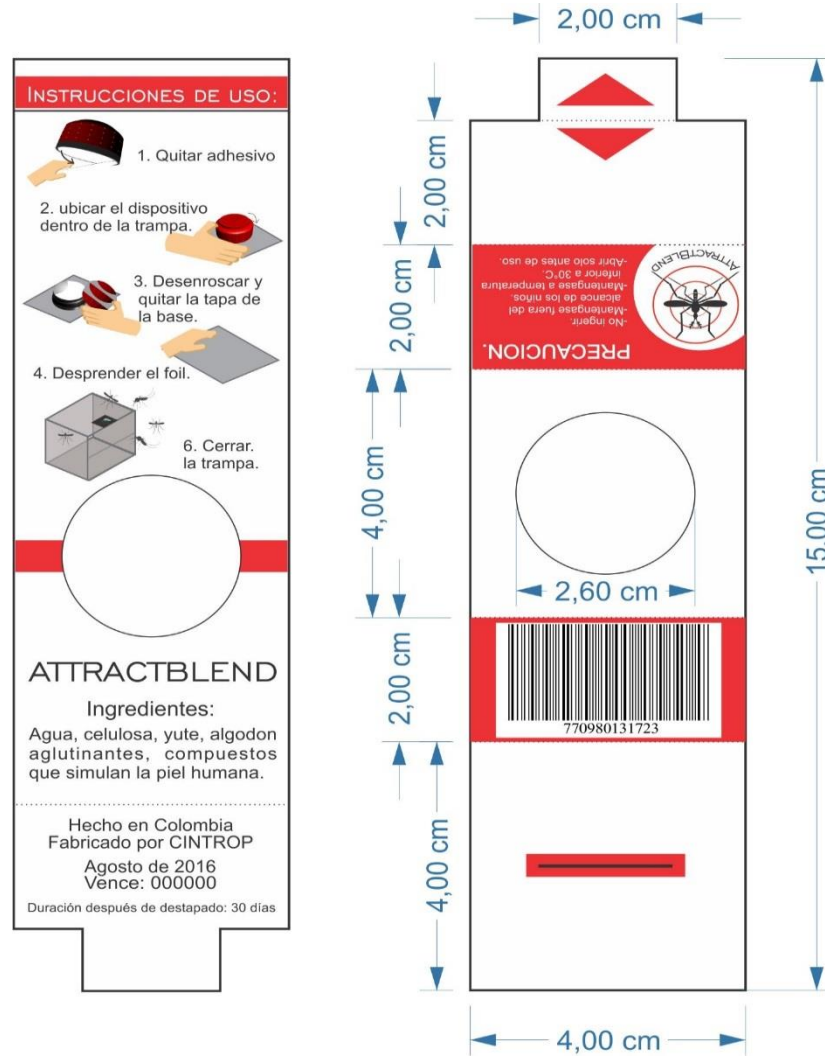 INSTRUCCIONES DE USO:
1. Quitar adhesivo
2. ubicar el dispositivo
dentro de la trampa.
3. Desenroscar y
quitar la tapa de
la base.
4. Desprender el foil.
6. Cerrar.
la trampa.
ATTRACTBLEND
Ingredientes:
Agua, celulosa, yute, algodon
aglutinantes, compuestos
que simulan la piel humana.
Hecho en Colombia
Fabricado por CINTROP
Agosto de 2016
Vence: 000000
Duración después de destapado: 30 días
2,00 cm
2,00 cm
2,00 cm
4,00 cm
2,00 cm
4,00 cm
15,00 cm
PRECAUCION.
-No ingerir.
-Mantengase fuera del
alcance de los niños.
-Mantengase a temperatura
inferior a 30°C.
-Abrir solo antes de uso.
ATTRACTBLEND
2,60 cm
770980131723
4,00 cm